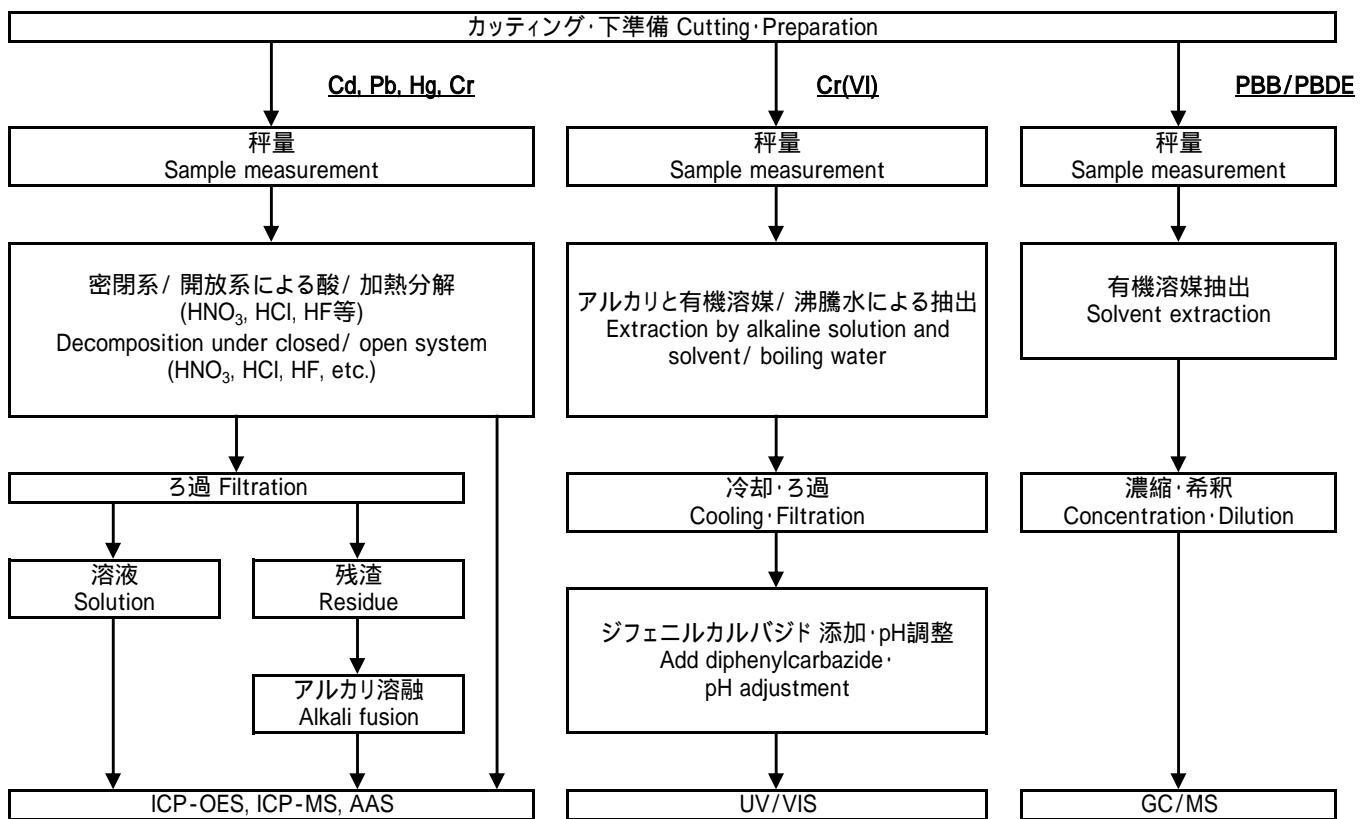 カッティング・下準備 Cutting・Preparation
Cd, Pb, Hg, Cr
Cr(VI)
PBB/PBDE
秤量
Sample measurement
秤量
Sample measurement
秤量
Sample measurement
密閉系/ 開放系による酸/ 加熱分解
(HNO₃, HCl, HF等)
Decomposition under closed/ open system
(HNO₃, HCl, HF, etc.)
アルカリと有機溶媒/ 沸騰水による抽出
Extraction by alkaline solution and
solvent/ boiling water
有機溶媒抽出
Solvent extraction
ろ過 Filtration
冷却・ろ過
Cooling・Filtration
濃縮・希釈
Concentration・Dilution
溶液
Solution
残渣
Residue
アルカリ溶融
Alkali fusion
ジフェニルカルバジド 添加・pH調整
Add diphenylcarbazide・
pH adjustment
ICP-OES, ICP-MS, AAS
UV/VIS
GC/MS